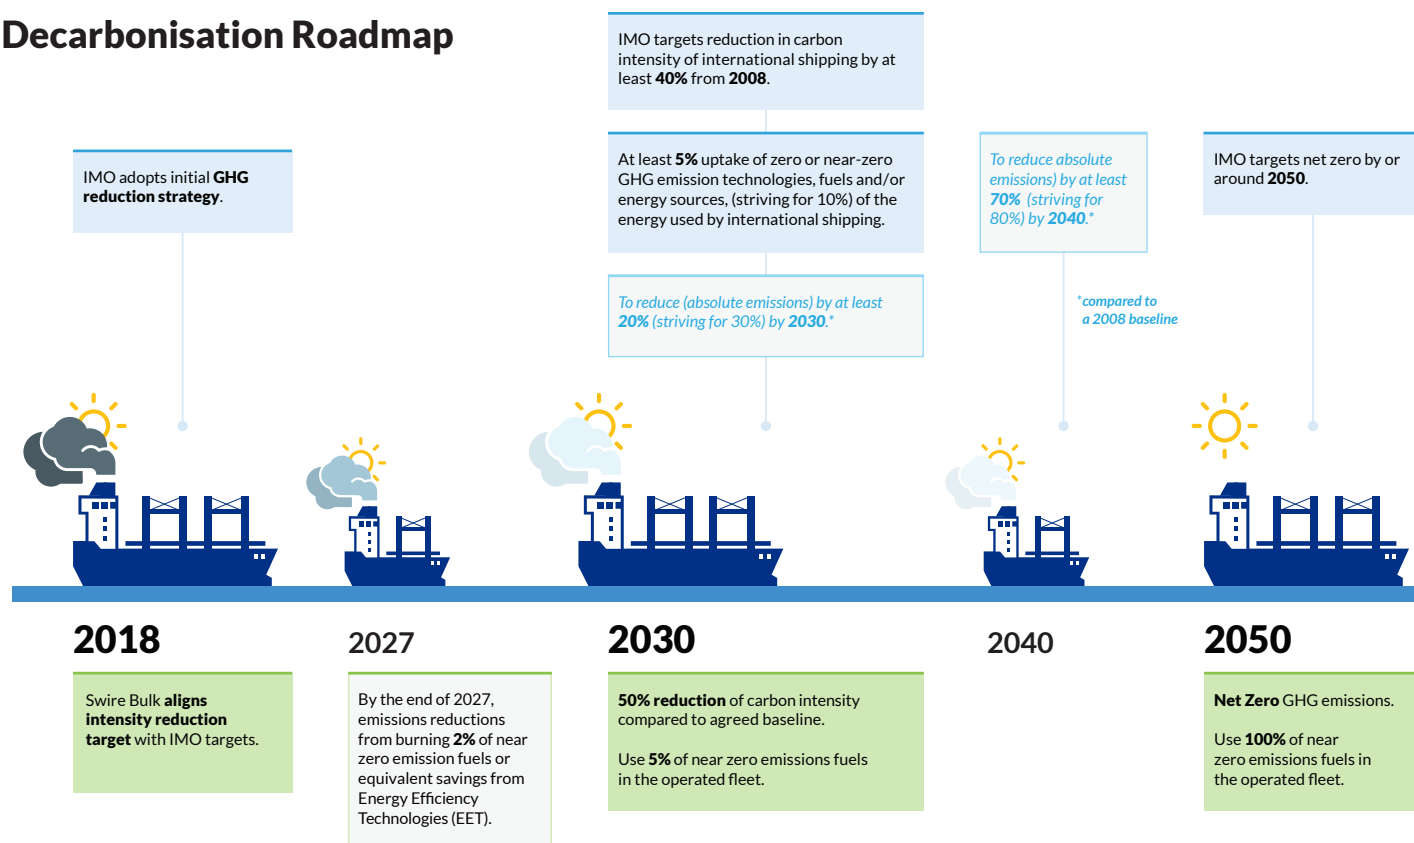 Decarbonisation Roadmap
IMO adopts initial GHG
reduction strategy.
IMO targets reduction in carbon
intensity of international shipping by at
least 40% from 2008.
At least 5% uptake of zero or near-zero
GHG emission technologies, fuels and/or
energy sources, (striving for 10%) of the
energy used by international shipping.
To reduce (absolute emissions) by at least
20% (striving for 30%) by 2030.*
To reduce absolute
emissions) by at least
70% (striving for
80%) by 2040.*
*compared to
a 2008 baseline
IMO targets net zero by or
around 2050.
2018
Swire Bulk aligns
intensity reduction
target with IMO targets.
2027
By the end of 2027,
emissions reductions
from burning 2% of near
zero emission fuels or
equivalent savings from
Energy Efficiency
Technologies (EET).
2030
50% reduction of carbon intensity
compared to agreed baseline.
Use 5% of near zero emissions fuels
in the operated fleet.
2040
2050
Net Zero GHG emissions.
Use 100% of near
zero emissions fuels in
the operated fleet.